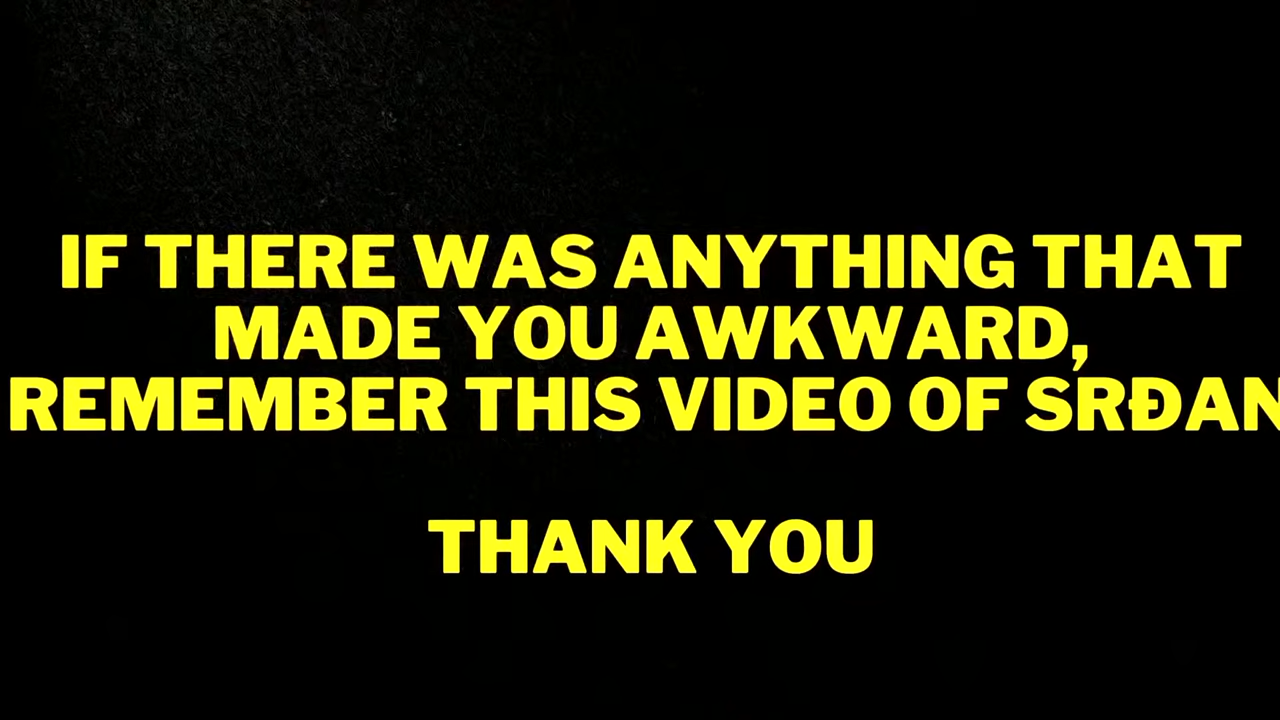 IF THERE WAS ANYTHING THAT
MADE YOU AWKWARD,
REMEMBER THIS VIDEO OF SRĐAN
THANK YOU